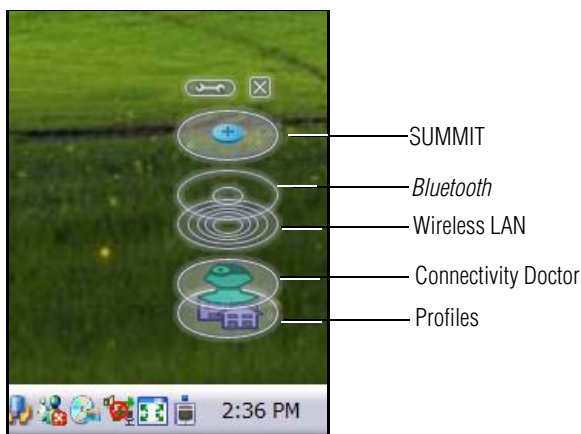 SUMMIT
Bluetooth
Wireless LAN
Connectivity Doctor
Profiles
2:36 PM